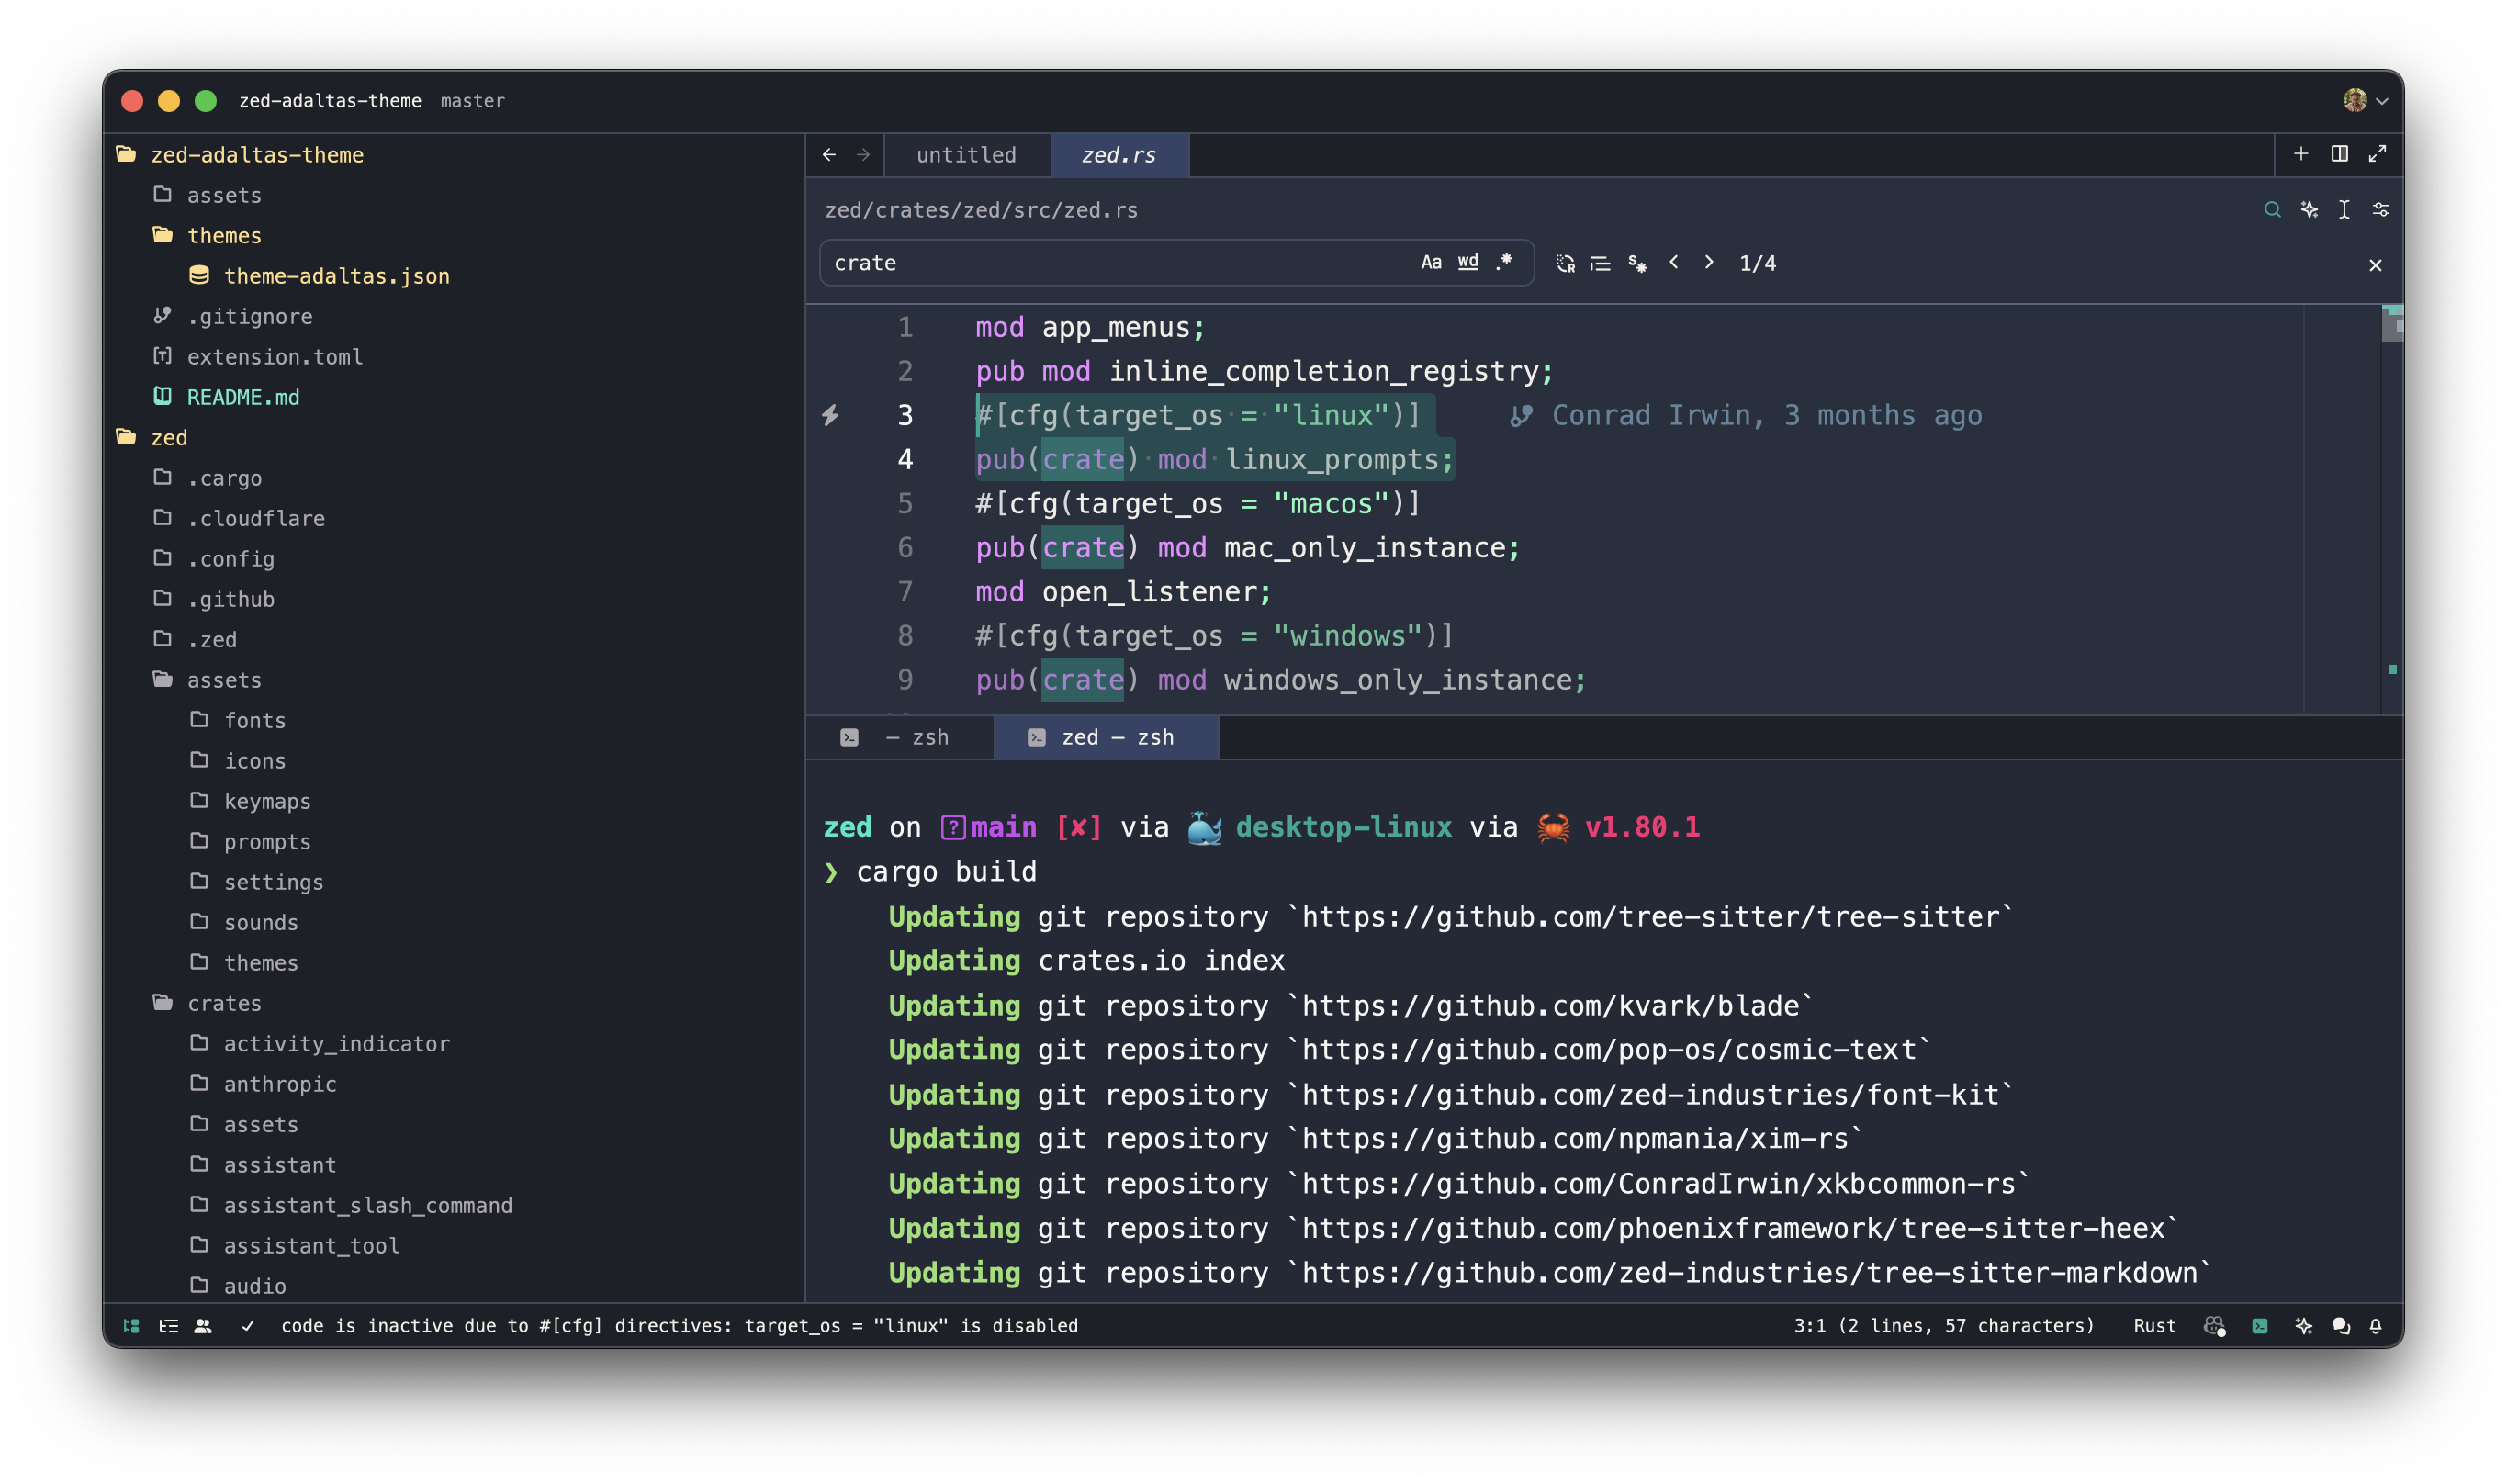 zed-adaltas-theme master
zed-adaltas-theme
assets
themes
theme-adaltas.json
.gitignore
extension.toml
README.md
zed
.cargo
.cloudflare
.config
.github
.zed
assets
fonts
icons
keymaps
prompts
settings
sounds
themes
crates
activity_indicator
anthropic
assets
assistant
assistant_slash_command
assistant_tool
audio
untitled zed.rs
zed/crates/zed/src/zed.rs
crate Aa wd .* 1/4
1 mod app_menus;
2 pub mod inline_completion_registry;
3 #[cfg(target_os = "linux")] Conrad Irwin, 3 months ago
4 pub(crate) mod linux_prompts;
5 #[cfg(target_os = "macos")]
6 pub(crate) mod mac_only_instance;
7 mod open_listener;
8 #[cfg(target_os = "windows")]
9 pub(crate) mod windows_only_instance;
— zsh zed — zsh
zed on [?]main [✘] via 🐳 desktop-linux via 🦀 v1.80.1
❯ cargo build
Updating git repository `https://github.com/tree-sitter/tree-sitter`
Updating crates.io index
Updating git repository `https://github.com/kvark/blade`
Updating git repository `https://github.com/pop-os/cosmic-text`
Updating git repository `https://github.com/zed-industries/font-kit`
Updating git repository `https://github.com/npmania/xim-rs`
Updating git repository `https://github.com/ConradIrwin/xkbcommon-rs`
Updating git repository `https://github.com/phoenixframework/tree-sitter-heex`
Updating git repository `https://github.com/zed-industries/tree-sitter-markdown`
code is inactive due to #[cfg] directives: target_os = "linux" is disabled 3:1 (2 lines, 57 characters) Rust